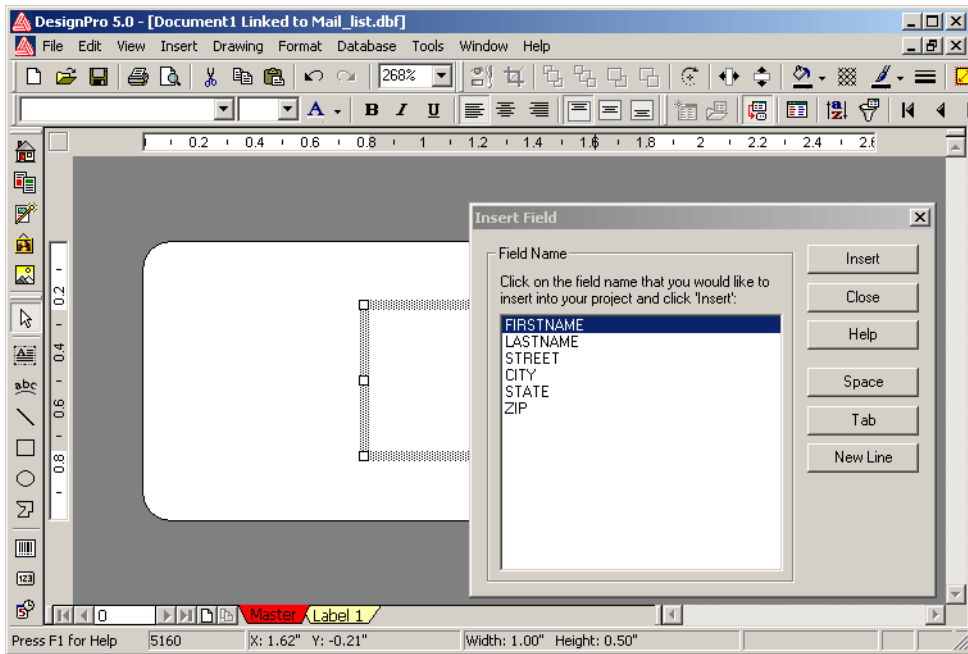 DesignPro 5.0 - [Document1 Linked to Mail_list.dbf]
File Edit View Insert Drawing Format Database Tools Window Help
268%
A B I U
0.2 0.4 0.6 0.8 1 1.2 1.4 1.6 1.8 2 2.2 2.4 2.6
Insert Field
Field Name
Click on the field name that you would like to
insert into your project and click 'Insert':
FIRSTNAME
LASTNAME
STREET
CITY
STATE
ZIP
Insert
Close
Help
Space
Tab
New Line
0.2
0.4
0.6
0.8
abc
123
5
0
Master
Label 1
Press F1 for Help 5160 X: 1.62" Y: -0.21" Width: 1.00" Height: 0.50"